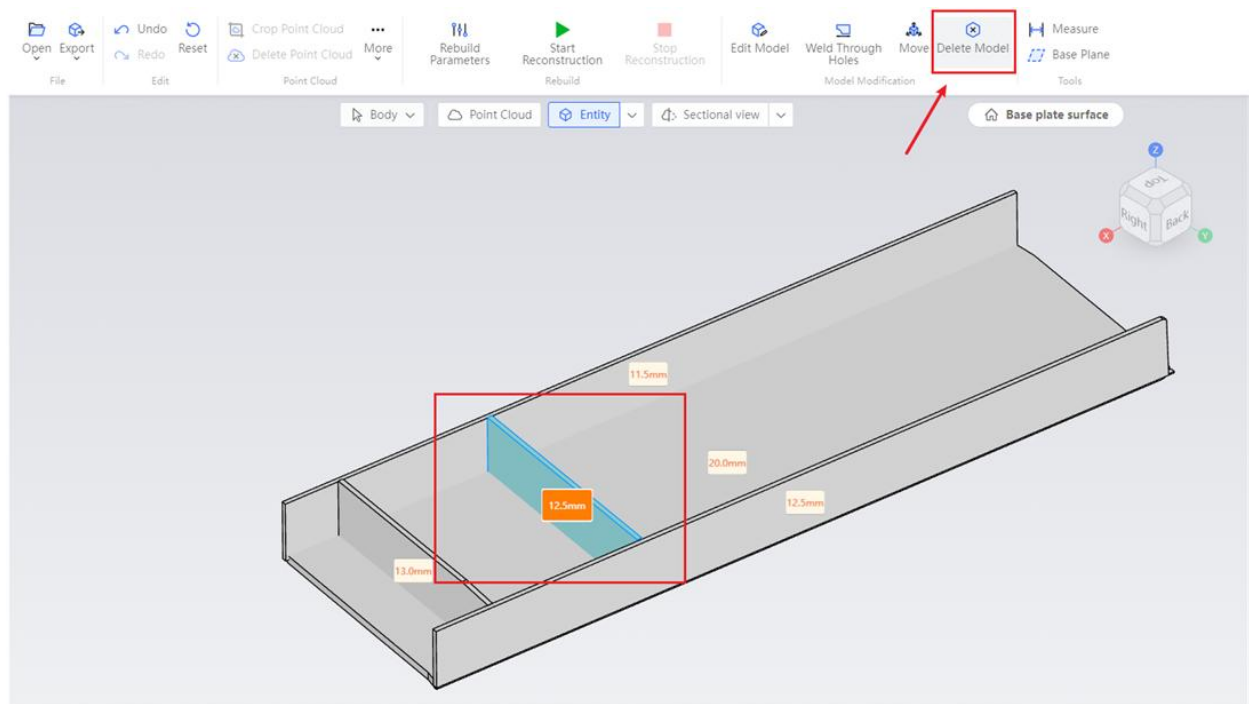 Open
Export
Undo
Redo
Reset
Crop Point Cloud
Delete Point Cloud
More
Rebuild
Parameters
Start
Reconstruction
Stop
Reconstruction
Edit Model
Weld Through
Holes
Move
Delete Model
Measure
Base Plane
File
Edit
Point Cloud
Rebuild
Model Modification
Tools
Body
Point Cloud
Entity
Sectional view
Base plate surface
Z
Top
Right
Back
X
Y
11.5mm
20.0mm
12.5mm
12.5mm
13.0mm